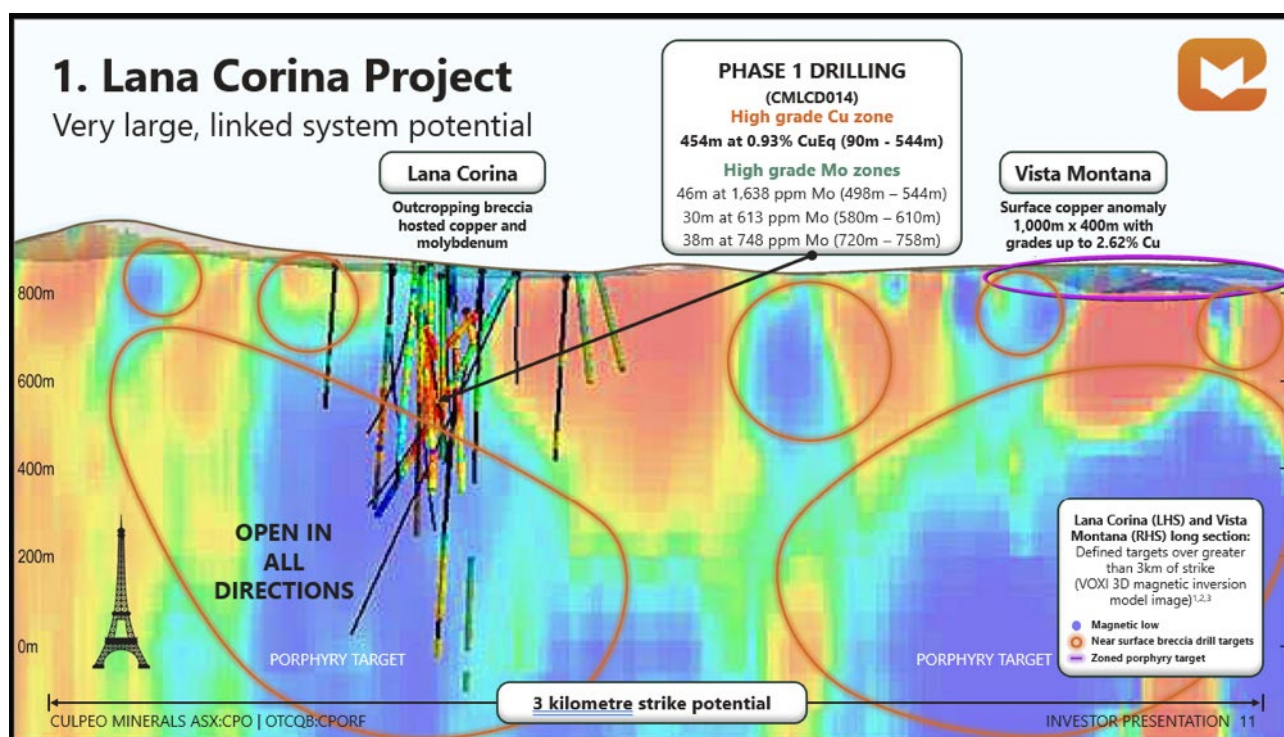 1. Lana Corina Project
Very large, linked system potential
PHASE 1 DRILLING
(CMLCD014)
High grade Cu zone
454m at 0.93% CuEq (90m - 544m)
High grade Mo zones
46m at 1,638 ppm Mo (498m – 544m)
30m at 613 ppm Mo (580m – 610m)
38m at 748 ppm Mo (720m – 758m)
Lana Corina
Outcropping breccia
hosted copper and
molybdenum
Vista Montana
Surface copper anomaly
1,000m x 400m with
grades up to 2.62% Cu
800m
600m
400m
200m
0m
OPEN IN
ALL
DIRECTIONS
PORPHYRY TARGET
PORPHYRY TARGET
Lana Corina (LHS) and Vista
Montana (RHS) long section:
Defined targets over greater
than 3km of strike
(VOXI 3D magnetic inversion
model image)1,2,3
Magnetic low
Near surface breccia drill targets
Zoned porphyry target
3 kilometre strike potential
CULPEO MINERALS ASX:CPO | OTCQB:CPORF
INVESTOR PRESENTATION 11